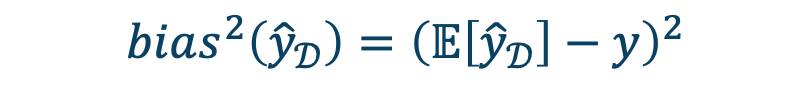 bias²(ŷ_𝒟) = (𝔼[ŷ_𝒟] − y)²